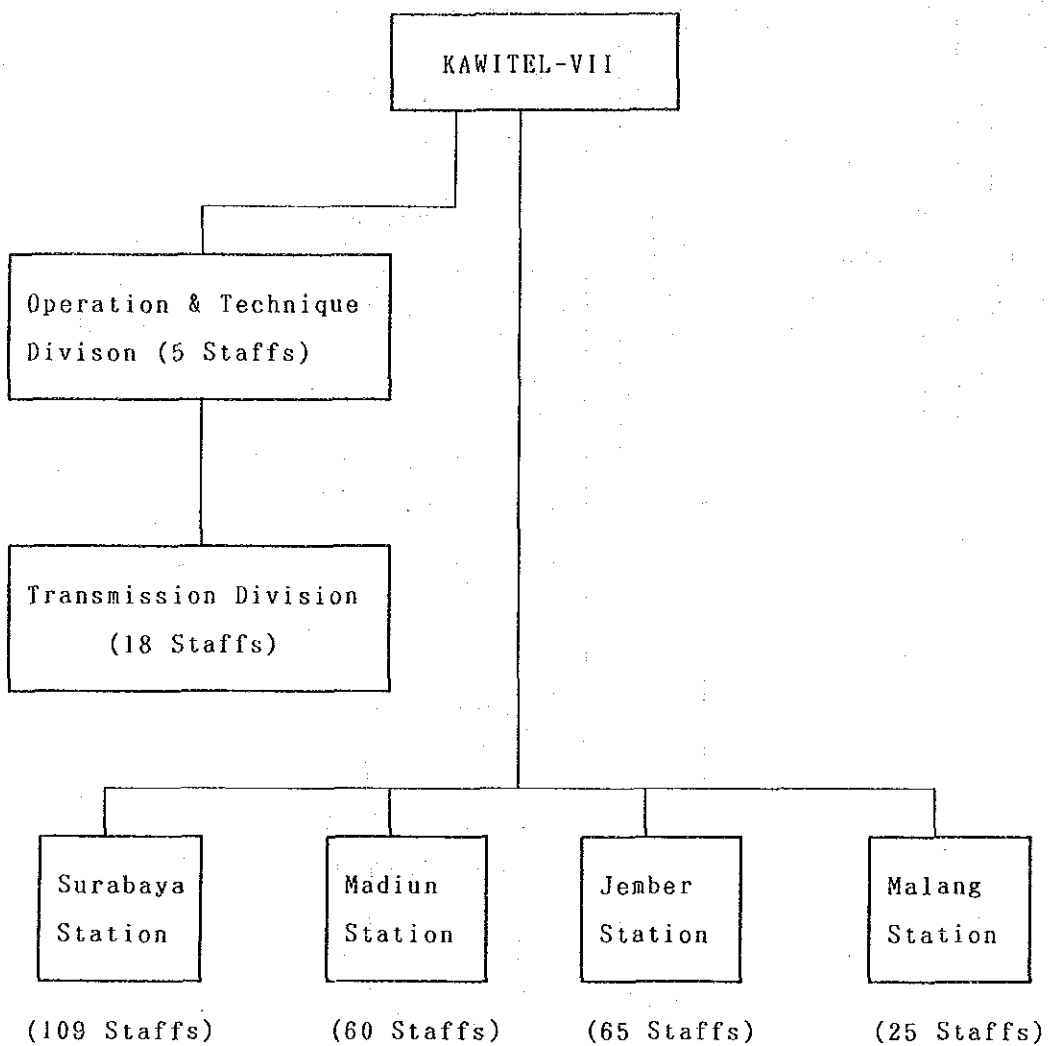 KAWITEL-VII
Operation & Technique
Divison (5 Staffs)
Transmission Division
(18 Staffs)
Surabaya
Station
Madiun
Station
Jember
Station
Malang
Station
(109 Staffs)
(60 Staffs)
(65 Staffs)
(25 Staffs)